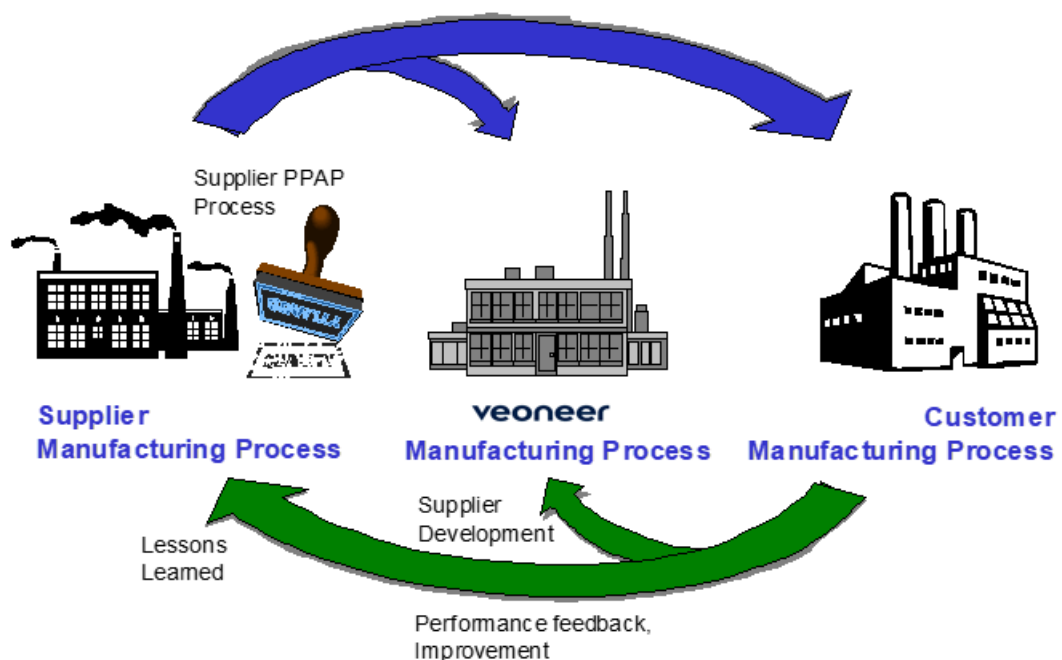 Supplier PPAP
Process
QUALITY
veoneer
Supplier
Manufacturing Process
Manufacturing Process
Customer
Manufacturing Process
Supplier
Development
Lessons
Learned
Performance feedback,
Improvement